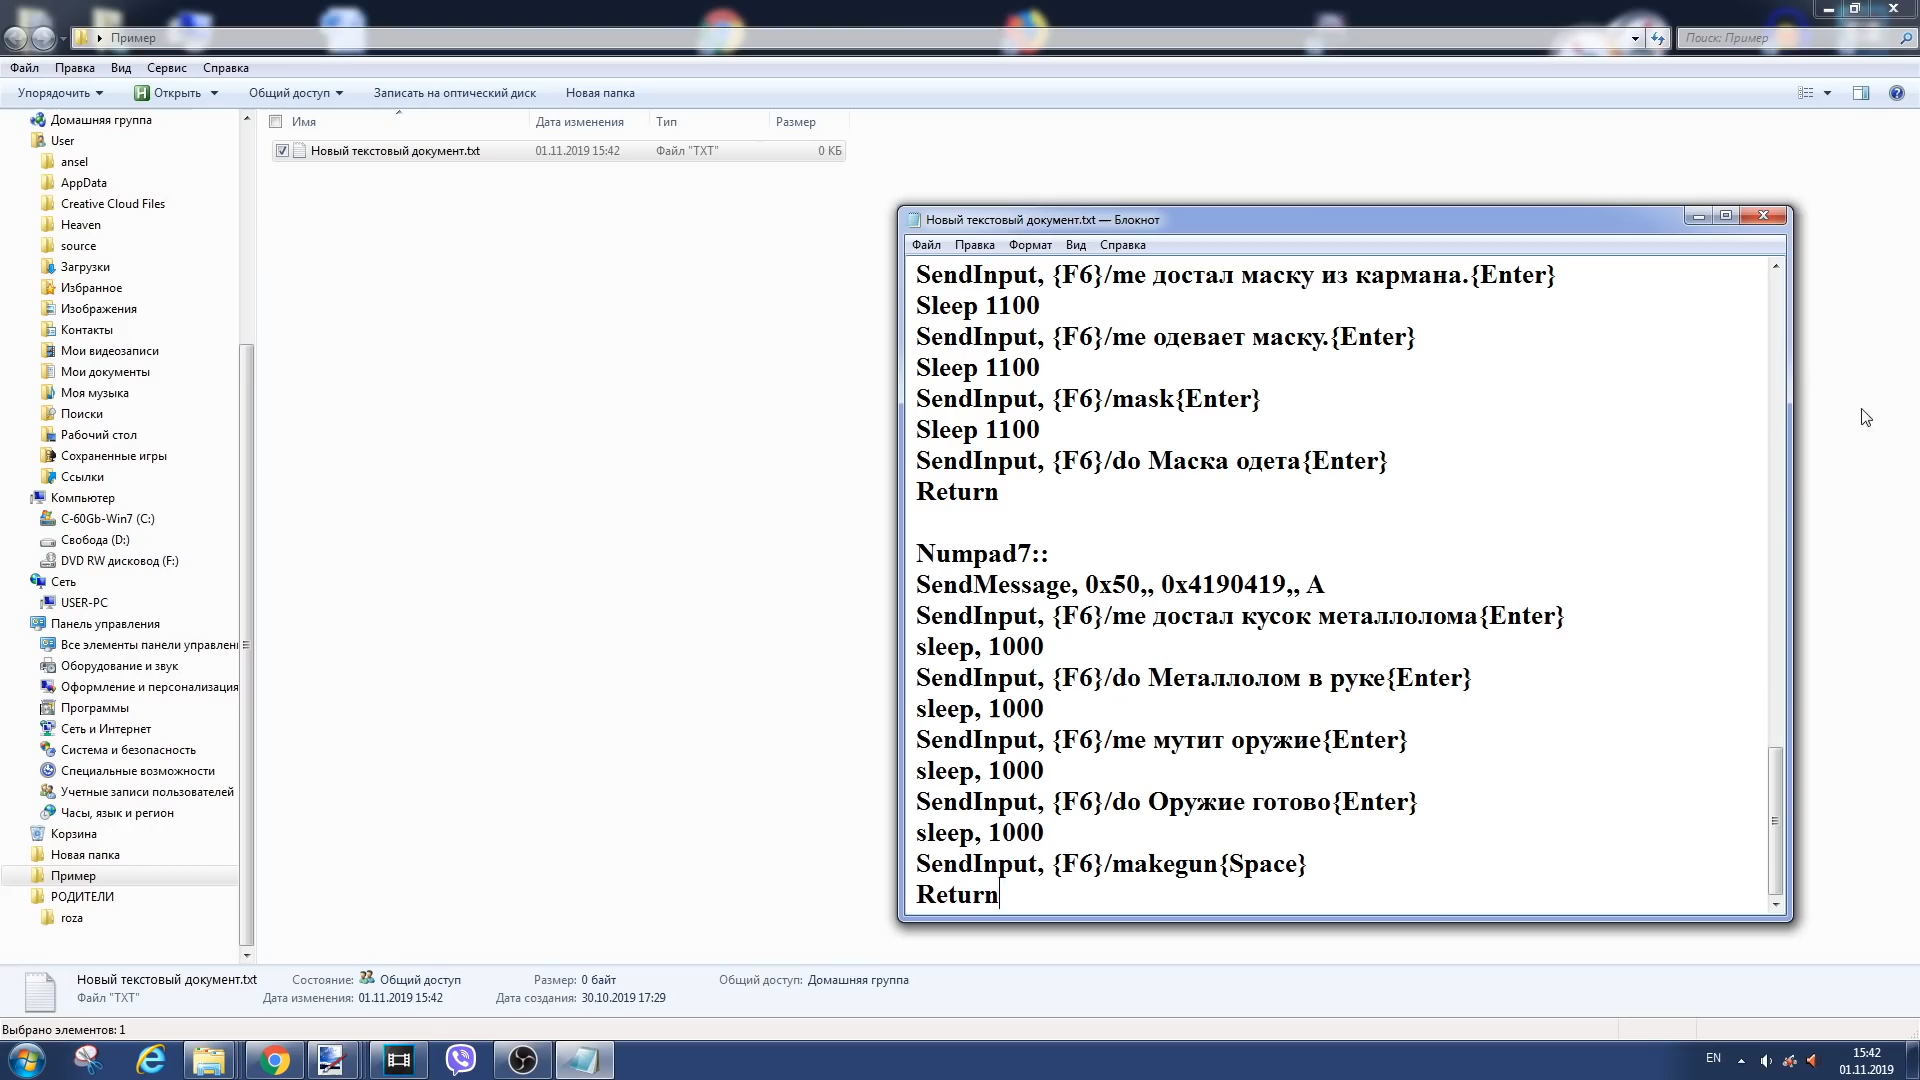 Пример
Поиск: Пример
Файл Правка Вид Сервис Справка
Упорядочить Открыть Общий доступ Записать на оптический диск Новая папка
Имя Дата изменения Тип Размер
Новый текстовый документ.txt 01.11.2019 15:42 Файл "TXT" 0 КБ
Домашняя группа
User
ansel
AppData
Creative Cloud Files
Heaven
source
Загрузки
Избранное
Изображения
Контакты
Мои видеозаписи
Мои документы
Моя музыка
Поиски
Рабочий стол
Сохраненные игры
Ссылки
Компьютер
C-60Gb-Win7 (C:)
Свобода (D:)
DVD RW дисковод (F:)
Сеть
USER-PC
Панель управления
Все элементы панели управлен
Оборудование и звук
Оформление и персонализация
Программы
Сеть и Интернет
Система и безопасность
Специальные возможности
Учетные записи пользователей
Часы, язык и регион
Корзина
Новая папка
Пример
РОДИТЕЛИ
roza
Новый текстовый документ.txt — Блокнот
Файл Правка Формат Вид Справка
SendInput, {F6}/me достал маску из кармана.{Enter}
Sleep 1100
SendInput, {F6}/me одевает маску.{Enter}
Sleep 1100
SendInput, {F6}/mask{Enter}
Sleep 1100
SendInput, {F6}/do Маска одета{Enter}
Return
Numpad7::
SendMessage, 0x50,, 0x4190419,, A
SendInput, {F6}/me достал кусок металлолома{Enter}
sleep, 1000
SendInput, {F6}/do Металлолом в руке{Enter}
sleep, 1000
SendInput, {F6}/me мутит оружие{Enter}
sleep, 1000
SendInput, {F6}/do Оружие готово{Enter}
sleep, 1000
SendInput, {F6}/makegun{Space}
Return
Новый текстовый документ.txt Состояние: Общий доступ Размер: 0 байт Общий доступ: Домашняя группа
Файл "TXT" Дата изменения: 01.11.2019 15:42 Дата создания: 30.10.2019 17:29
Выбрано элементов: 1
EN
15:42
01.11.2019